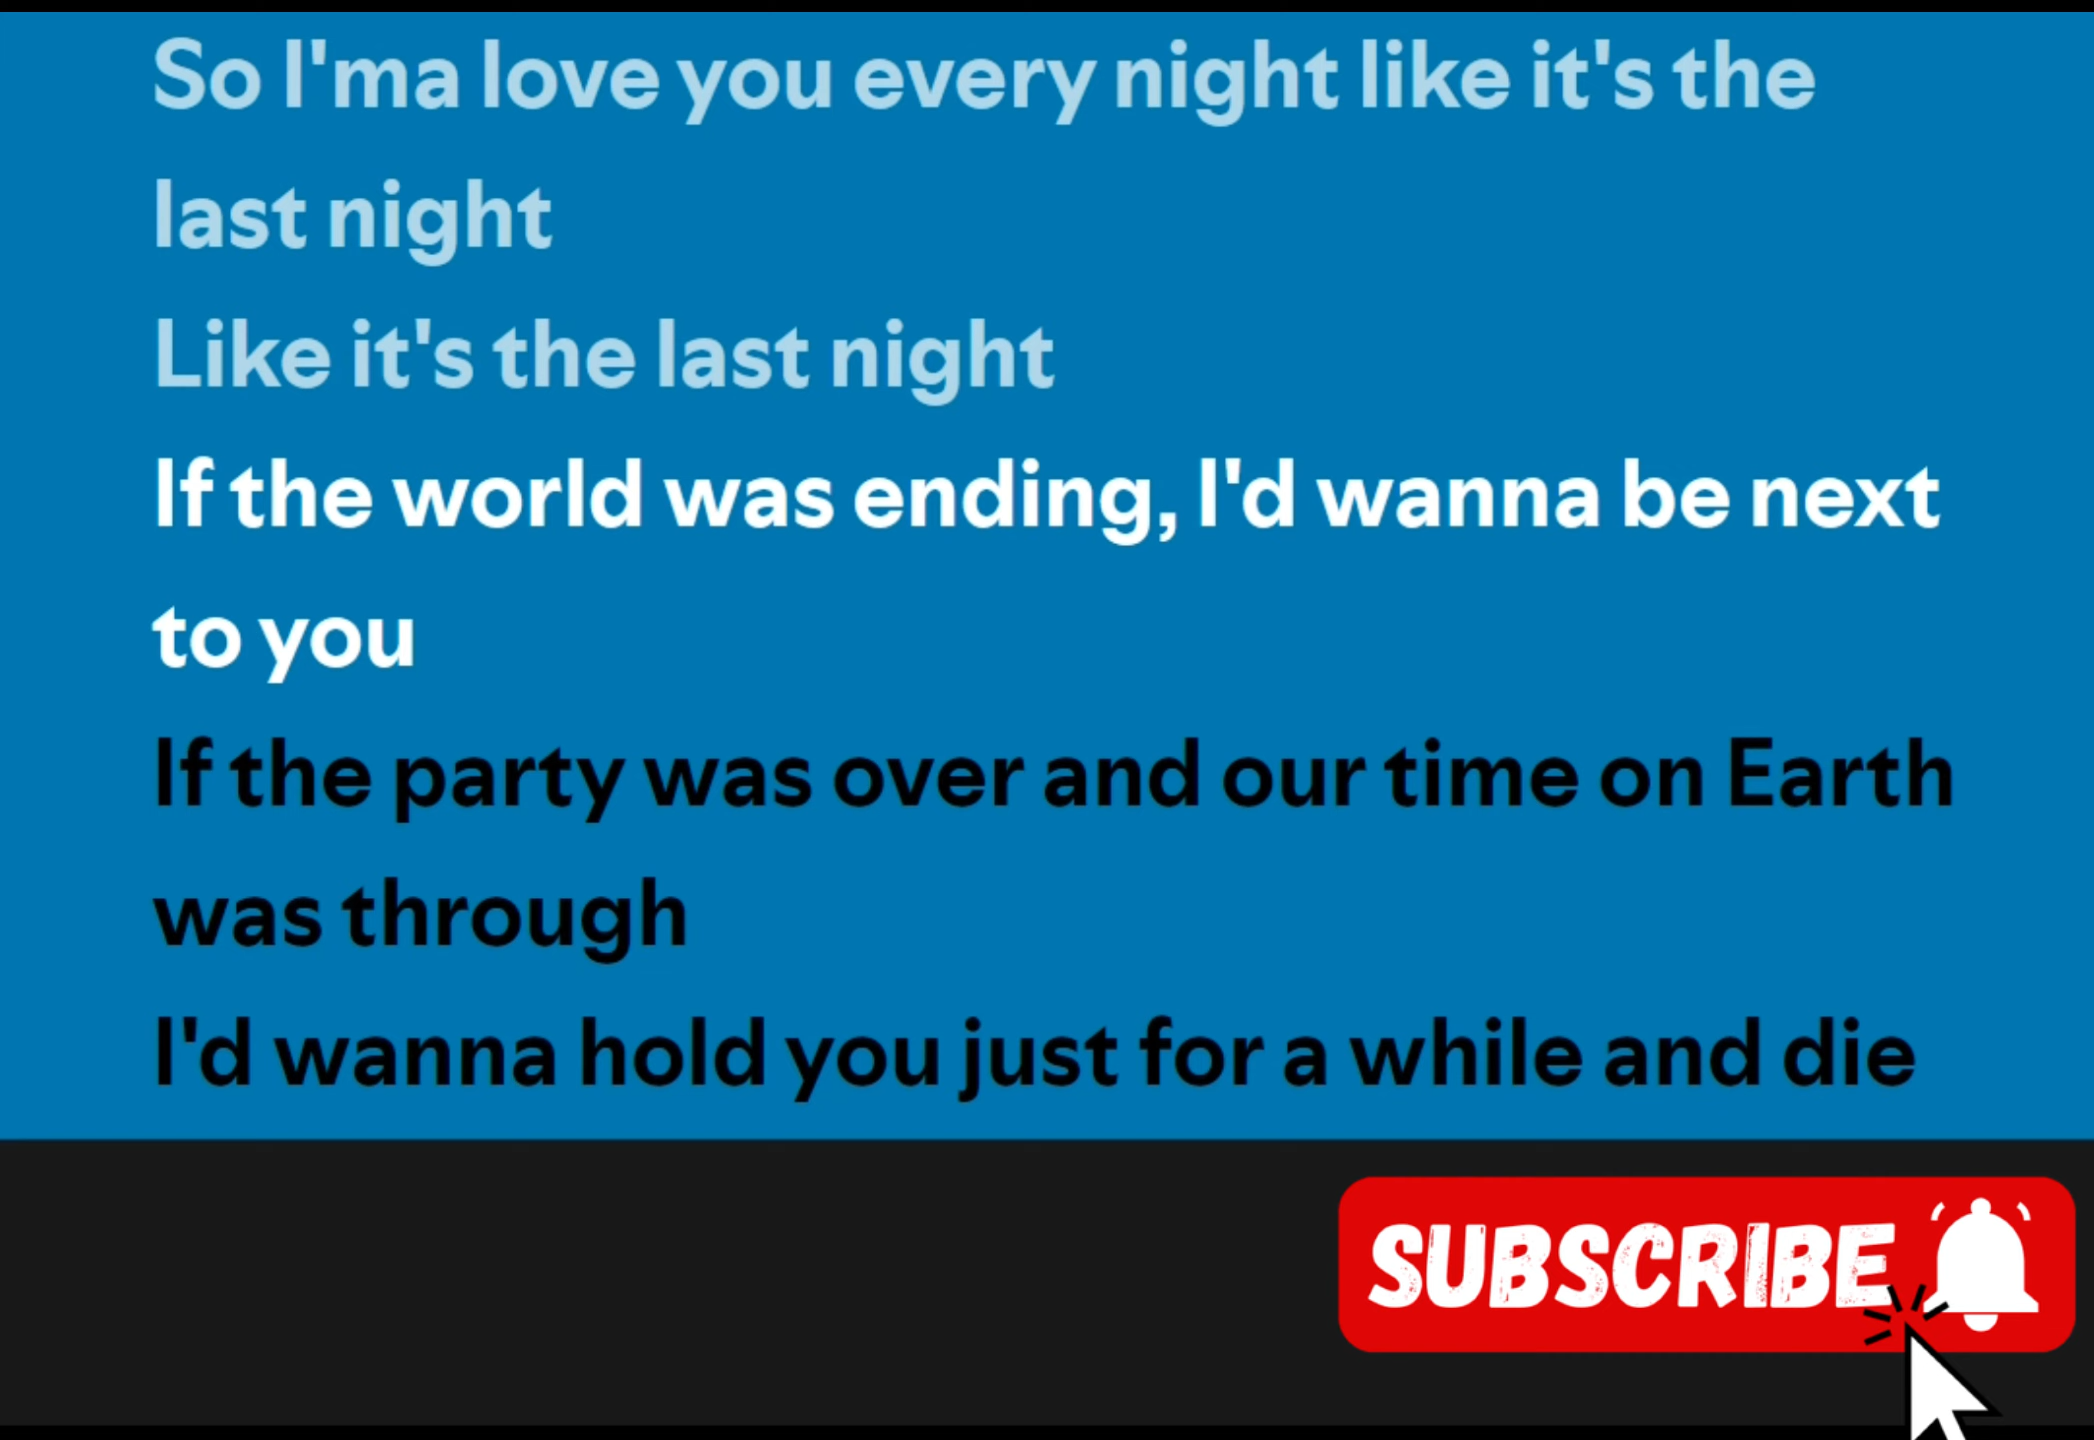 So I'ma love you every night like it's the
last night
Like it's the last night
If the world was ending, I'd wanna be next
to you
If the party was over and our time on Earth
was through
I'd wanna hold you just for a while and die
SUBSCRIBE